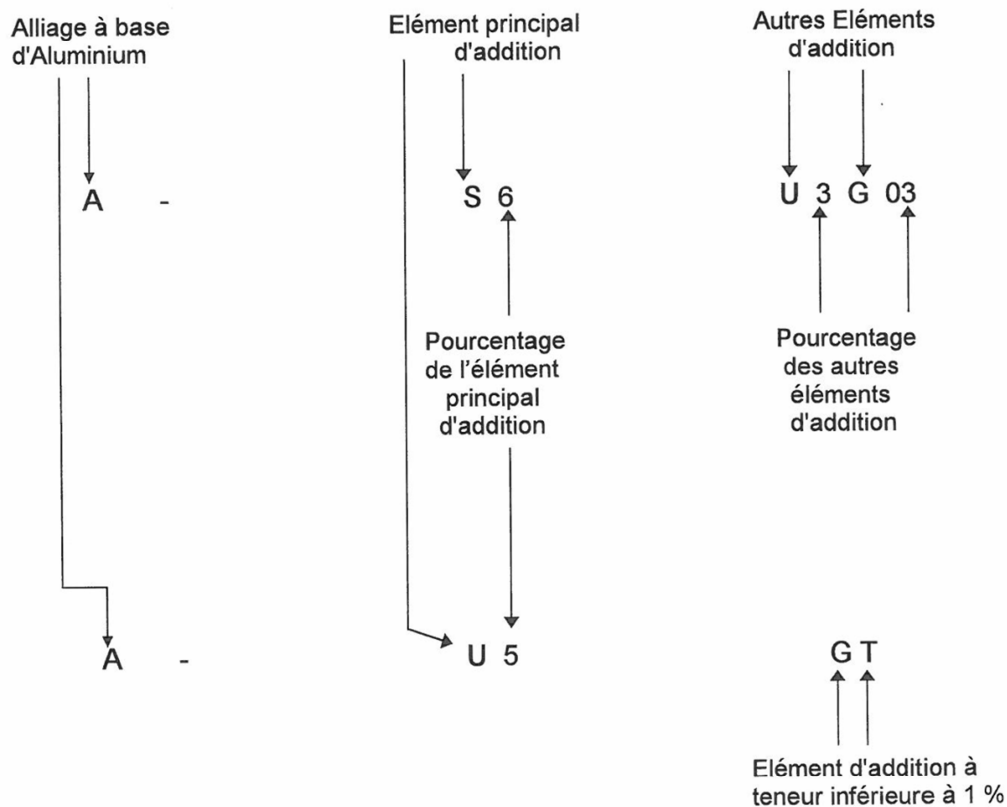 Alliage à base
d'Aluminium
Elément principal
d'addition
Autres Eléments
d'addition
A - S 6 U 3 G 03
Pourcentage
de l'élément
principal
d'addition
Pourcentage
des autres
éléments
d'addition
A - U 5 G T
Elément d'addition à
teneur inférieure à 1 %